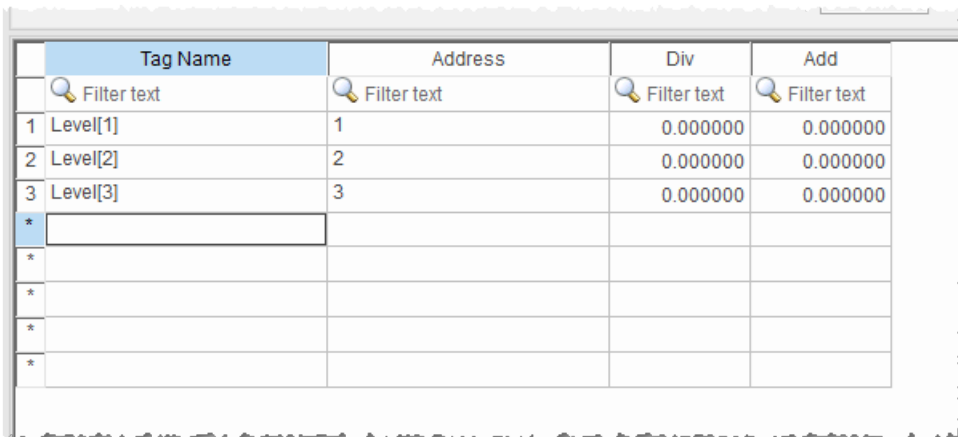 Tag Name Address Div Add
Filter text Filter text Filter text Filter text
1 Level[1] 1 0.000000 0.000000
2 Level[2] 2 0.000000 0.000000
3 Level[3] 3 0.000000 0.000000
*
*
*
*
*